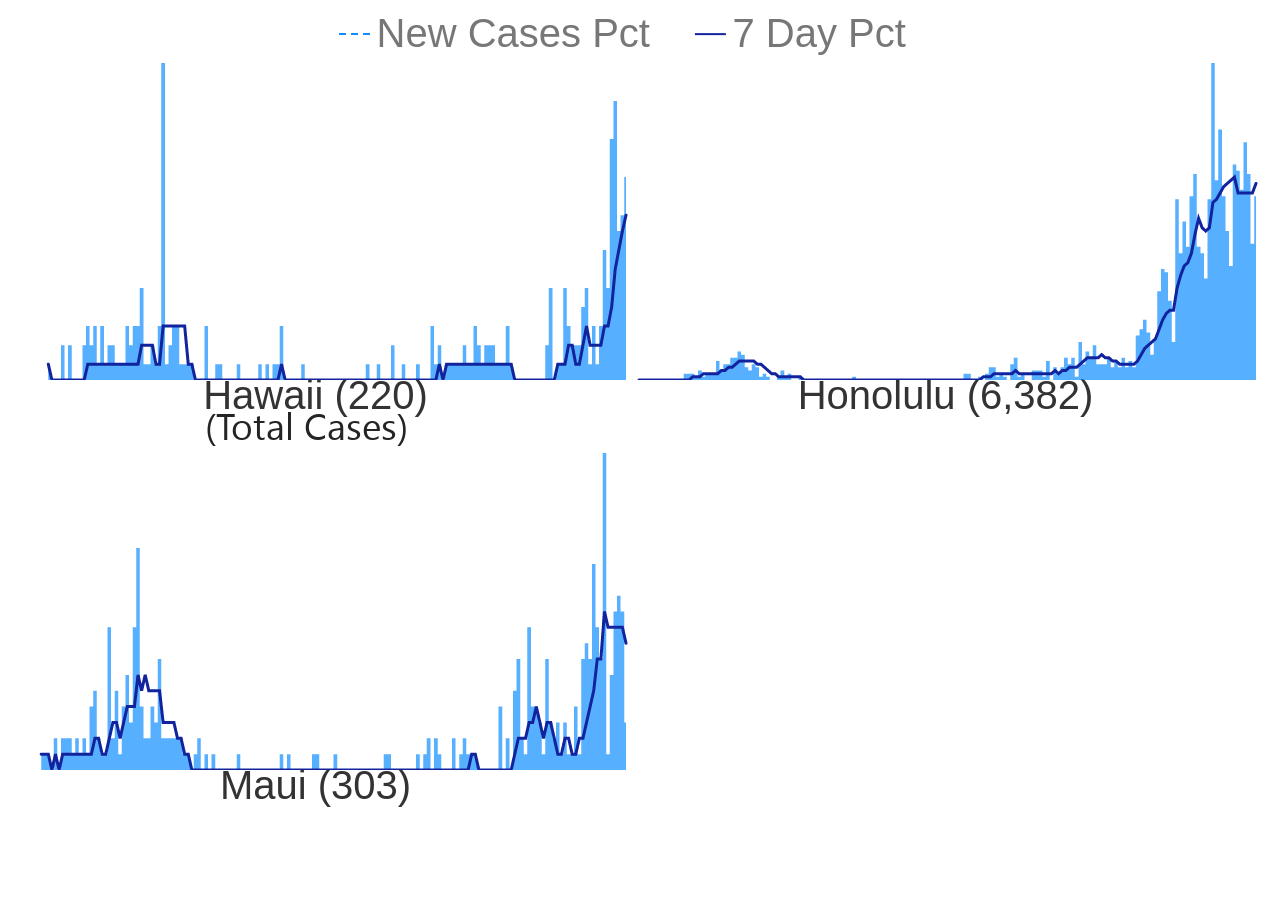 New Cases Pct 7 Day Pct
Hawaii (220)
(Total Cases)
Honolulu (6,382)
Maui (303)